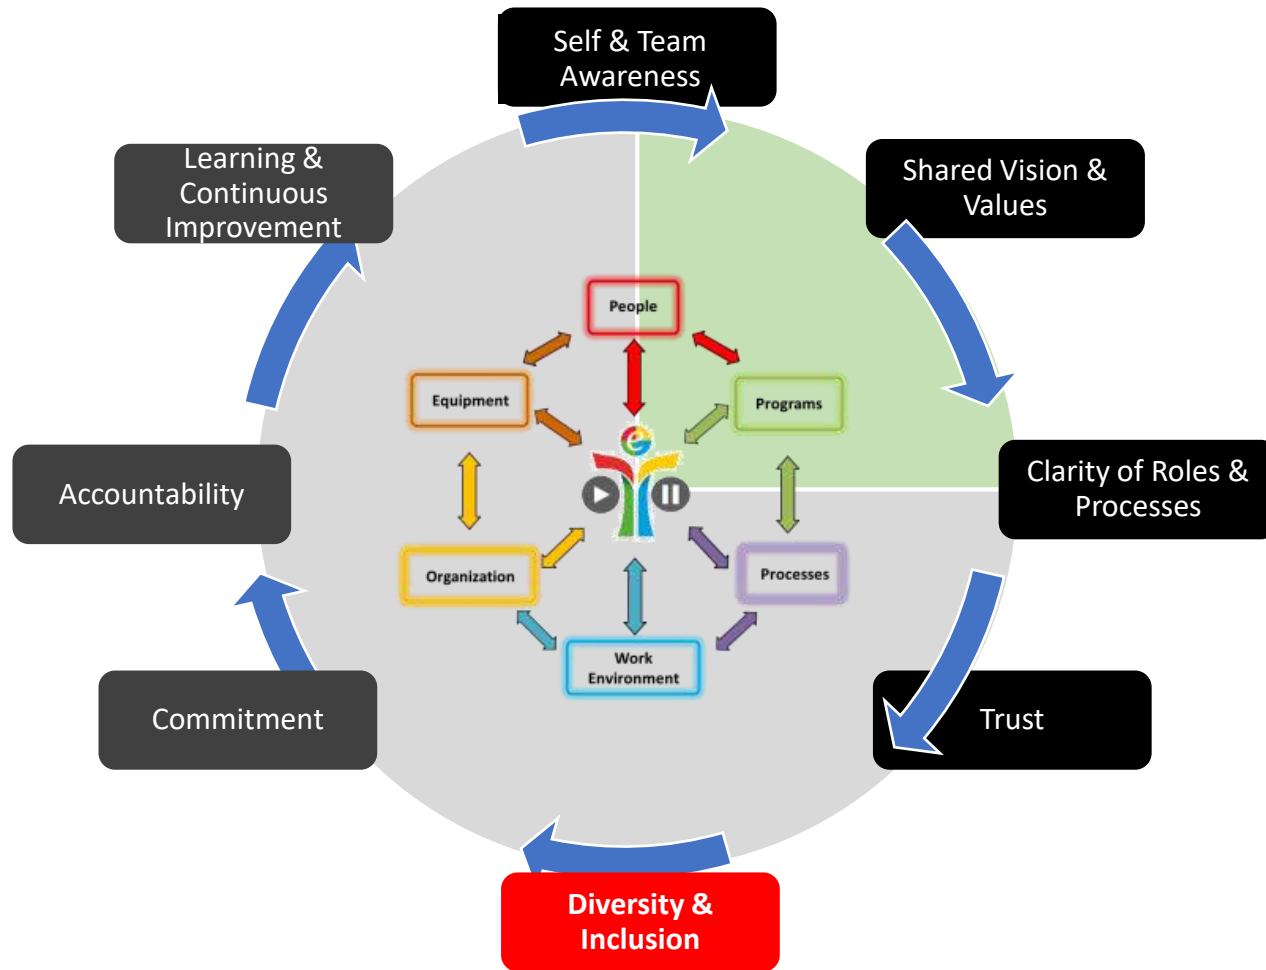 Self & Team
Awareness
Learning &
Continuous
Improvement
Shared Vision &
Values
People
Equipment
Programs
e
Accountability
Clarity of Roles &
Processes
Organization
Processes
Work
Environment
Commitment
Trust
Diversity &
Inclusion